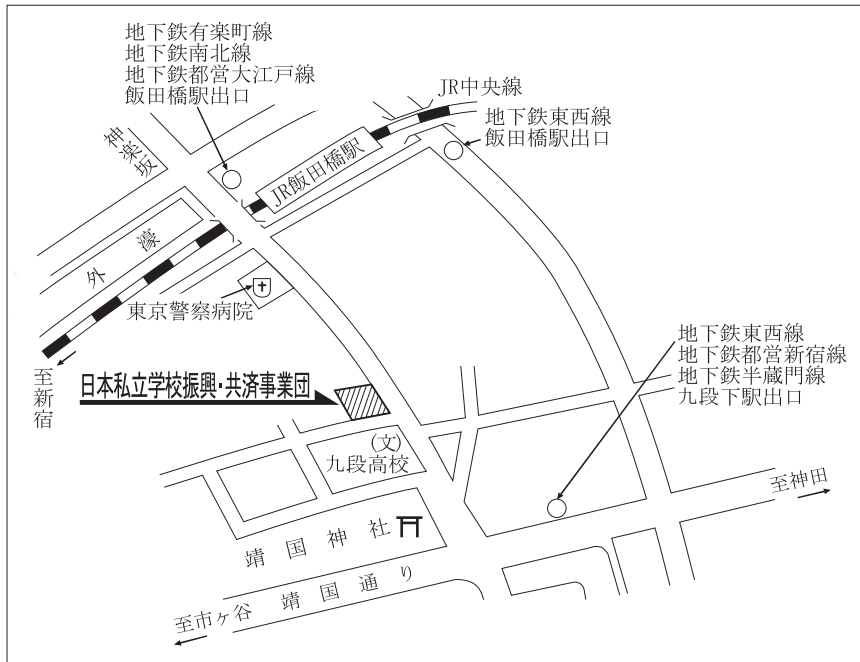 地下鉄有楽町線
地下鉄南北線
地下鉄都営大江戸線
飯田橋駅出口
JR中央線
地下鉄東西線
飯田橋駅出口
神楽坂
JR飯田橋駅
外濠
東京警察病院
至新宿
日本私立学校振興・共済事業団
地下鉄東西線
地下鉄都営新宿線
地下鉄半蔵門線
九段下駅出口
(文)
九段高校
至神田
靖国神社
靖国通り
至市ヶ谷